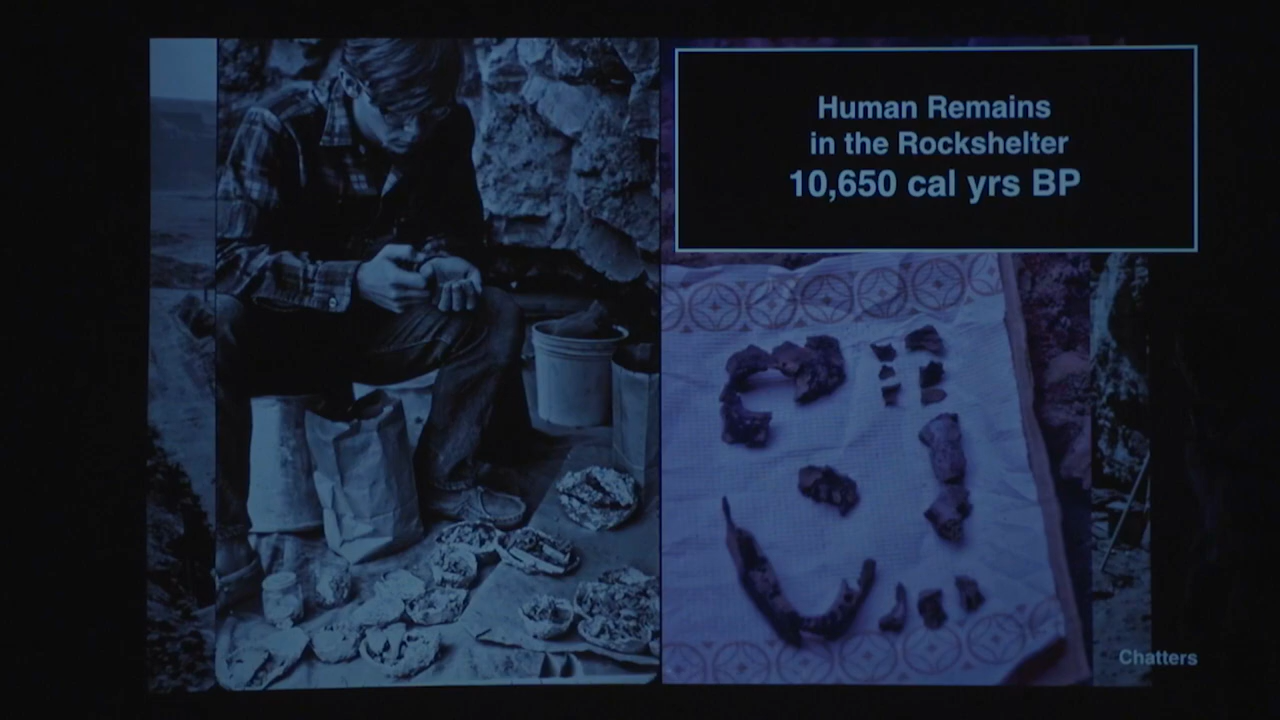 Human Remains
in the Rockshelter
10,650 cal yrs BP
Chatters